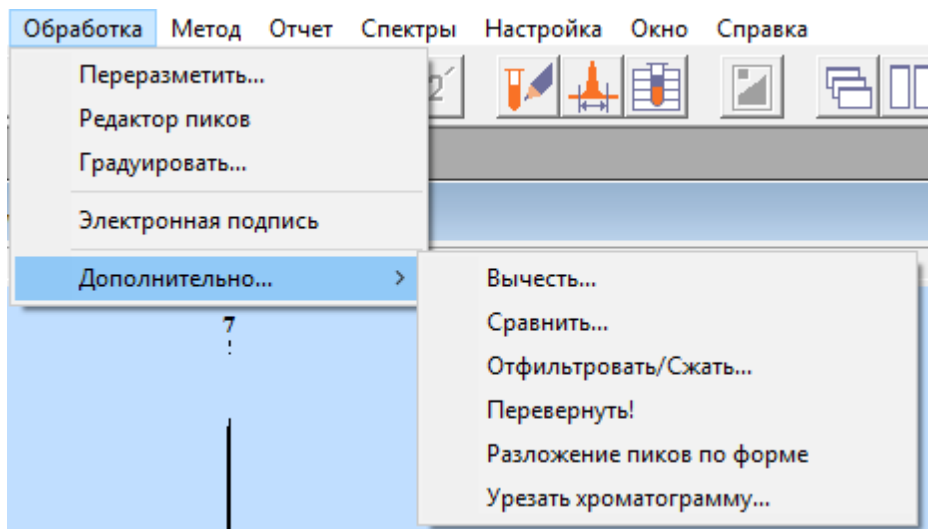 Обработка Метод Отчет Спектры Настройка Окно Справка
Переразметить...
Редактор пиков
Градуировать...
Электронная подпись
Дополнительно... >
Вычесть...
Сравнить...
Отфильтровать/Сжать...
Перевернуть!
Разложение пиков по форме
Урезать хроматограмму...
2´
7